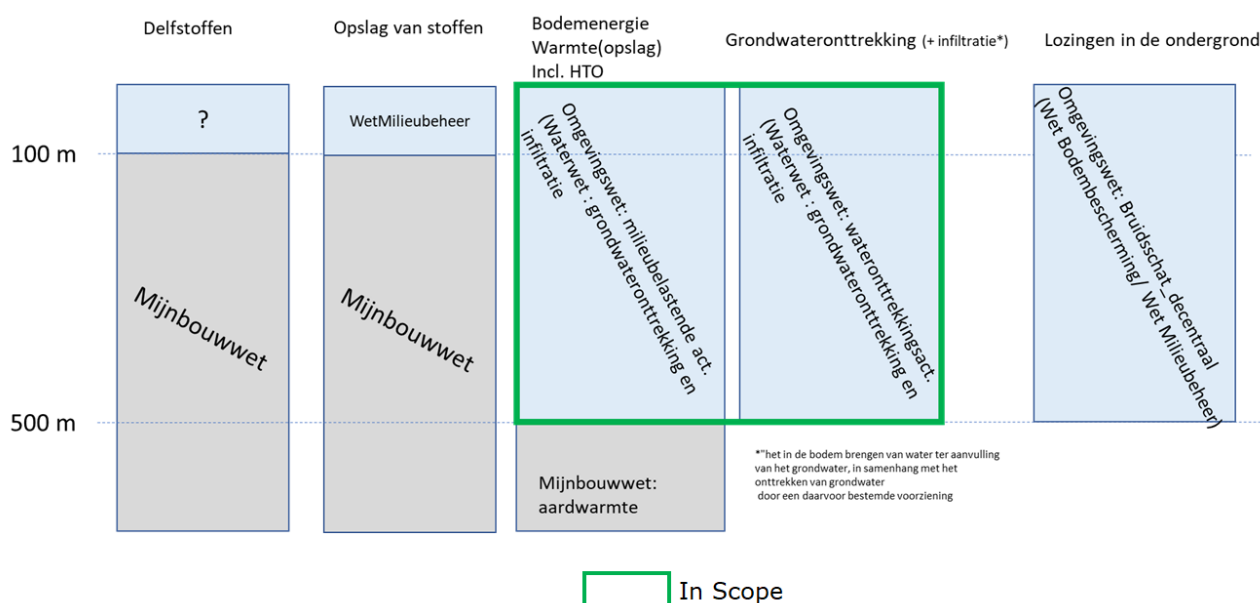 Delfstoffen
Opslag van stoffen
Bodemenergie
Warmte(opslag)
Incl. HTO
Grondwateronttrekking (+ infiltratie*)
Lozingen in de ondergrond
?
WetMilieubeheer
100 m
Mijnbouwwet
Mijnbouwwet
Omgevingswet: milieubelastende act.
(Waterwet : grondwateronttrekking en
infiltratie
Omgevingswet: wateronttrekkingsact.
(Waterwet : grondwateronttrekking en
infiltratie
Omgevingswet: Bruidsschat_decentraal
(Wet Bodembescherming/ Wet Milieubeheer)
500 m
Mijnbouwwet:
aardwarmte
*"het in de bodem brengen van water ter aanvulling
van het grondwater, in samenhang met het
onttrekken van grondwater
door een daarvoor bestemde voorziening
In Scope